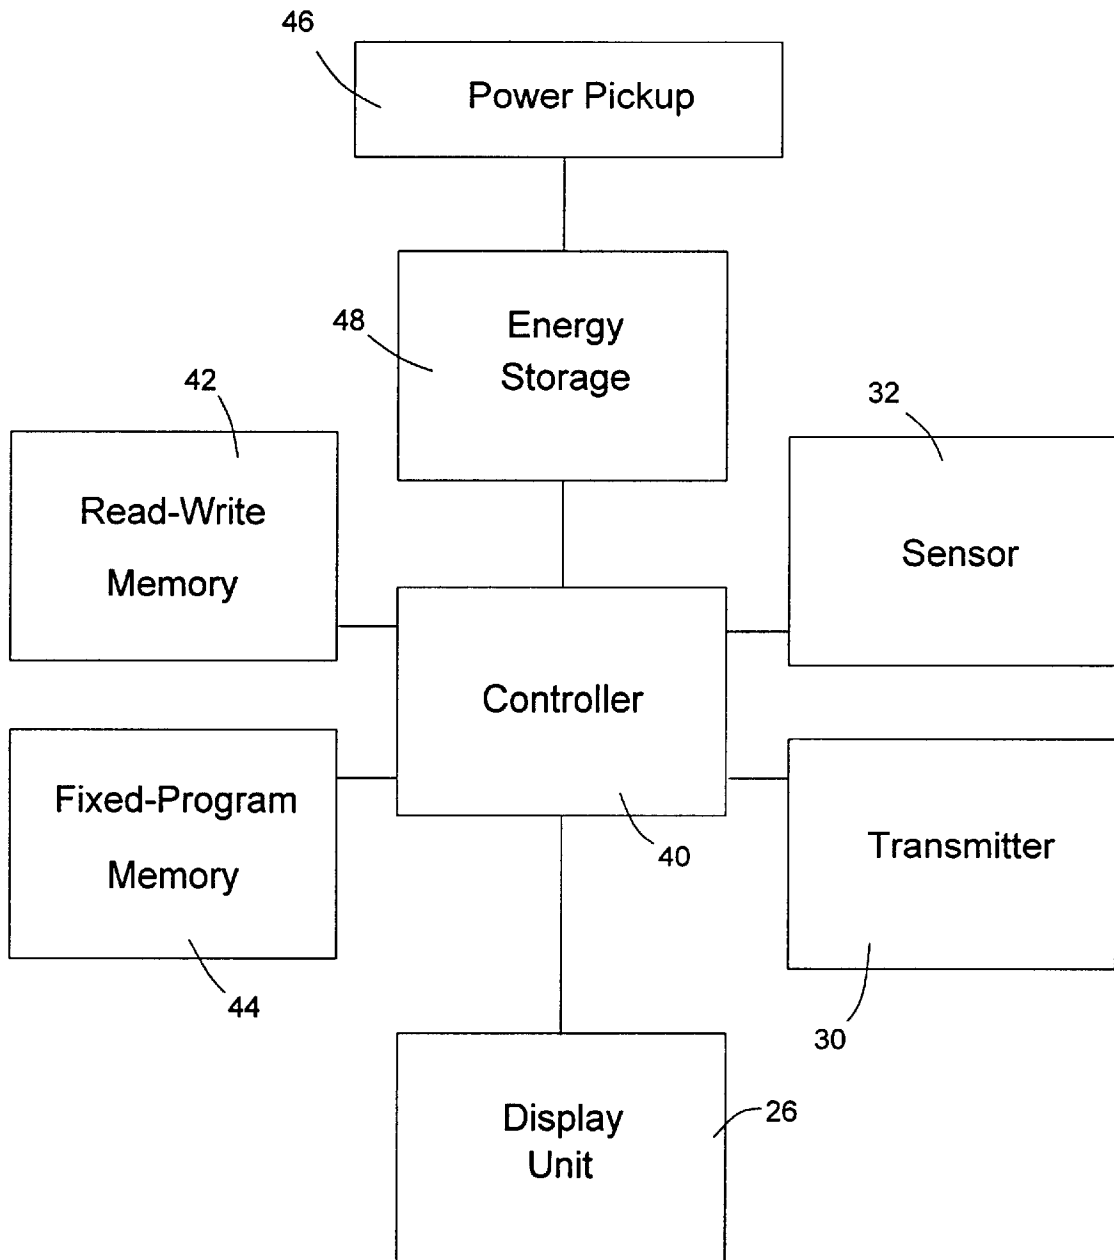 46
Power Pickup
48
Energy
Storage
42
Read-Write
Memory
32
Sensor
Controller
40
Fixed-Program
Memory
44
Transmitter
30
Display
Unit
26